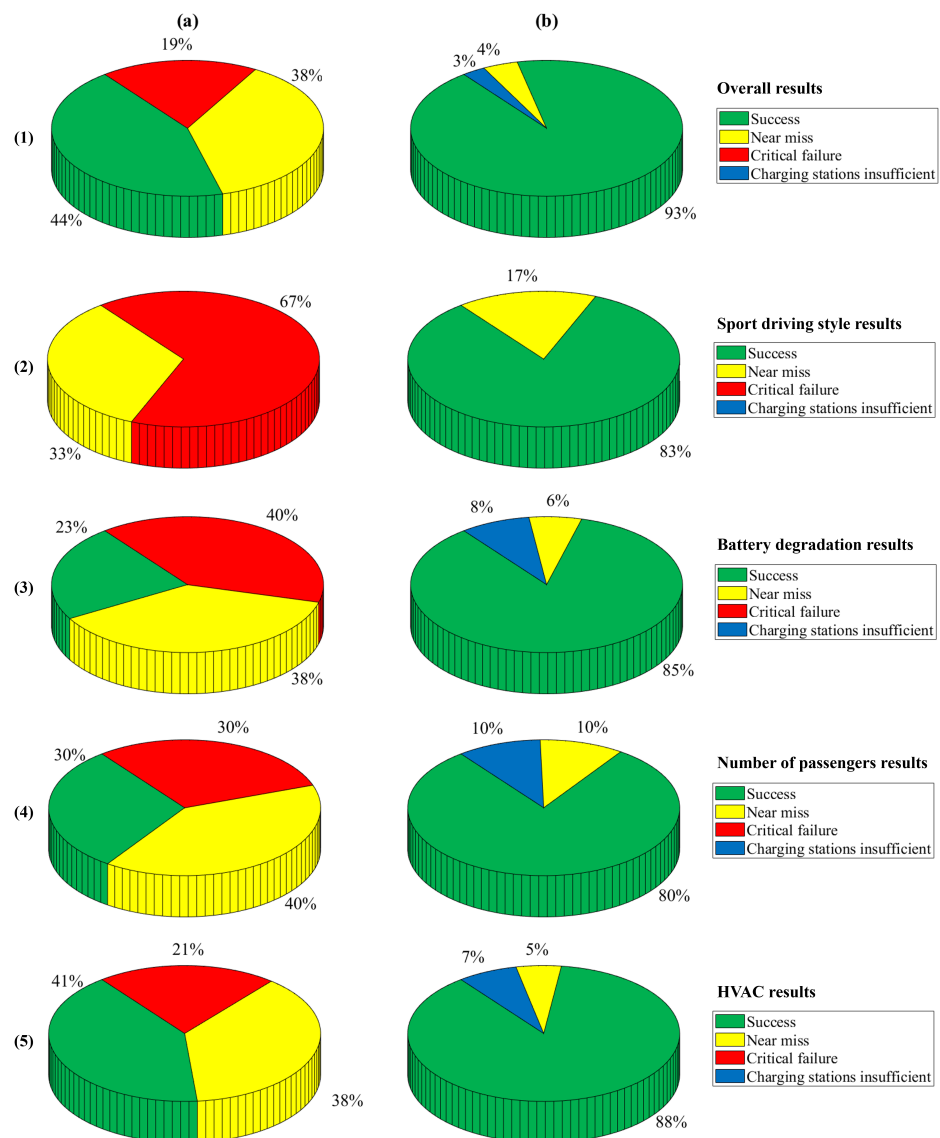 (a)
(b)
19%
38%
44%
(1)
3%
4%
93%
Overall results
Success
Near miss
Critical failure
Charging stations insufficient
67%
33%
(2)
17%
83%
Sport driving style results
Success
Near miss
Critical failure
Charging stations insufficient
23%
40%
38%
(3)
8%
6%
85%
Battery degradation results
Success
Near miss
Critical failure
Charging stations insufficient
30%
30%
40%
(4)
10%
10%
80%
Number of passengers results
Success
Near miss
Critical failure
Charging stations insufficient
41%
21%
38%
(5)
7%
5%
88%
HVAC results
Success
Near miss
Critical failure
Charging stations insufficient